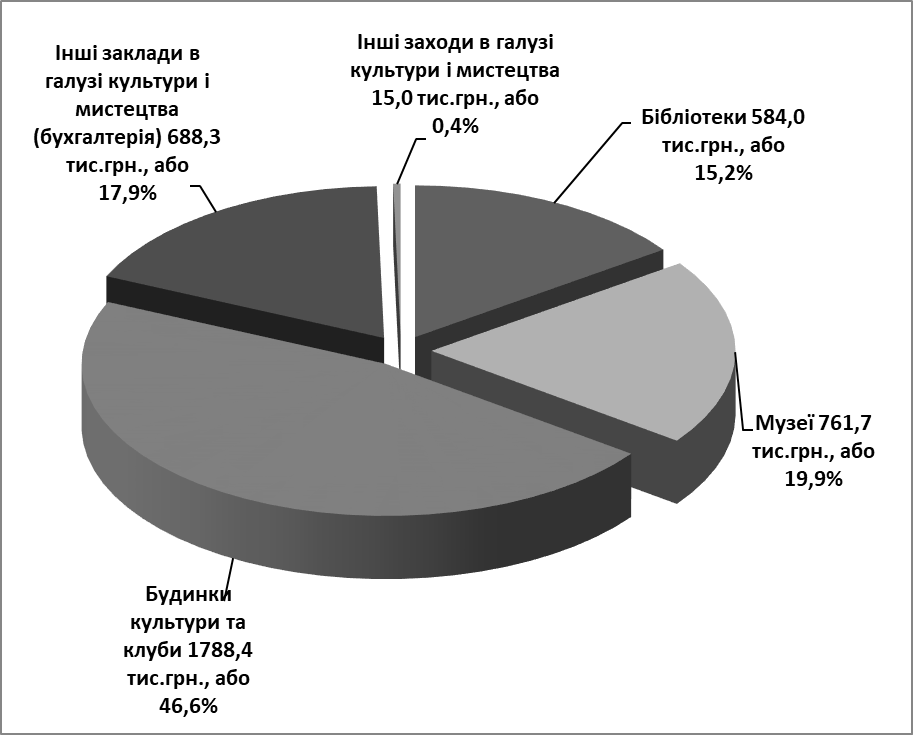 Інші заклади в
галузі культури і
мистецтва
(бухгалтерія) 688,3
тис.грн., або
17,9%
Інші заходи в галузі
культури і мистецтва
15,0 тис.грн., або
0,4%
Бібліотеки 584,0
тис.грн., або
15,2%
Музеї 761,7
тис.грн., або
19,9%
Будинки
культури та
клуби 1788,4
тис.грн., або
46,6%